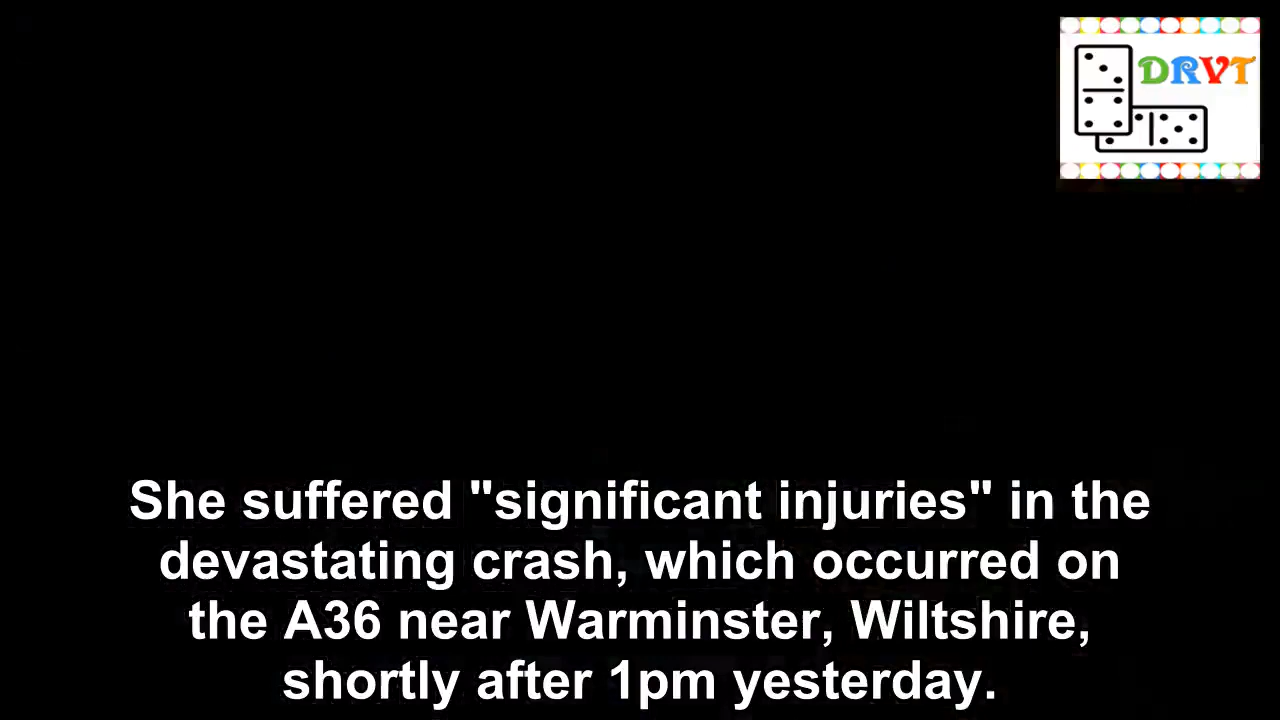 DRVT
She suffered "significant injuries" in the
devastating crash, which occurred on
the A36 near Warminster, Wiltshire,
shortly after 1pm yesterday.